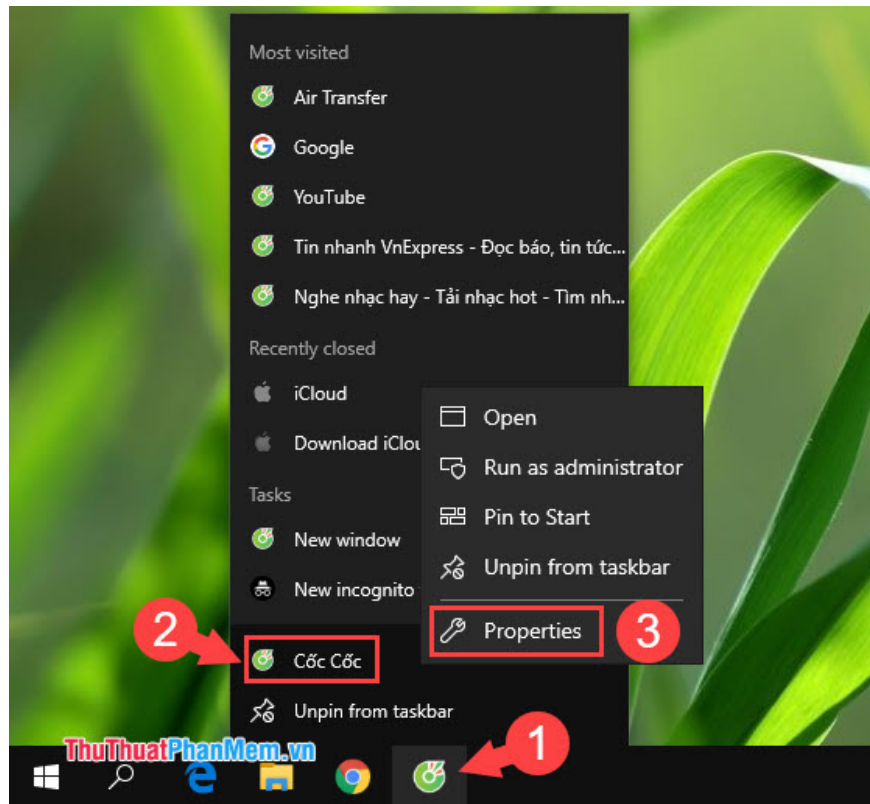 Most visited
Air Transfer
Google
YouTube
Tin nhanh VnExpress - Đọc báo, tin tức...
Nghe nhạc hay - Tải nhạc hot - Tìm nh...
Recently closed
iCloud
Download iClou
Tasks
New window
New incognito
Cốc Cốc
Unpin from taskbar
Open
Run as administrator
Pin to Start
Unpin from taskbar
Properties
3
2
1
ThuThuatPhanMem.vn